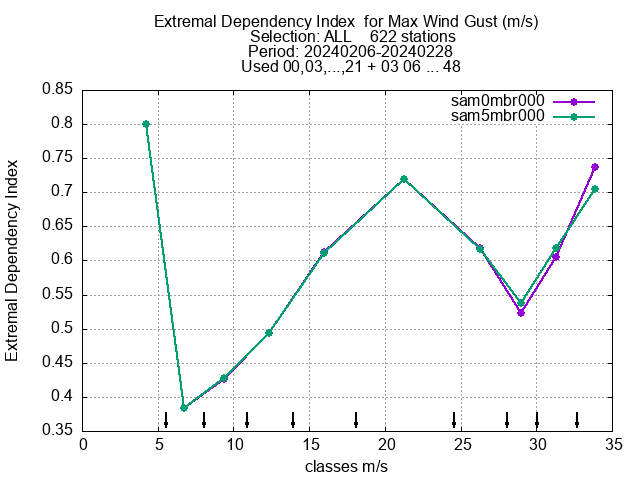 Extremal Dependency Index  for Max Wind Gust (m/s)
Selection: ALL    622 stations
Period: 20240206-20240228
Used 00,03,...,21 + 03 06 ... 48
sam0mbr000
sam5mbr000
Extremal Dependency Index
0.85
0.8
0.75
0.7
0.65
0.6
0.55
0.5
0.45
0.4
0.35
0 5 10 15 20 25 30 35
classes m/s